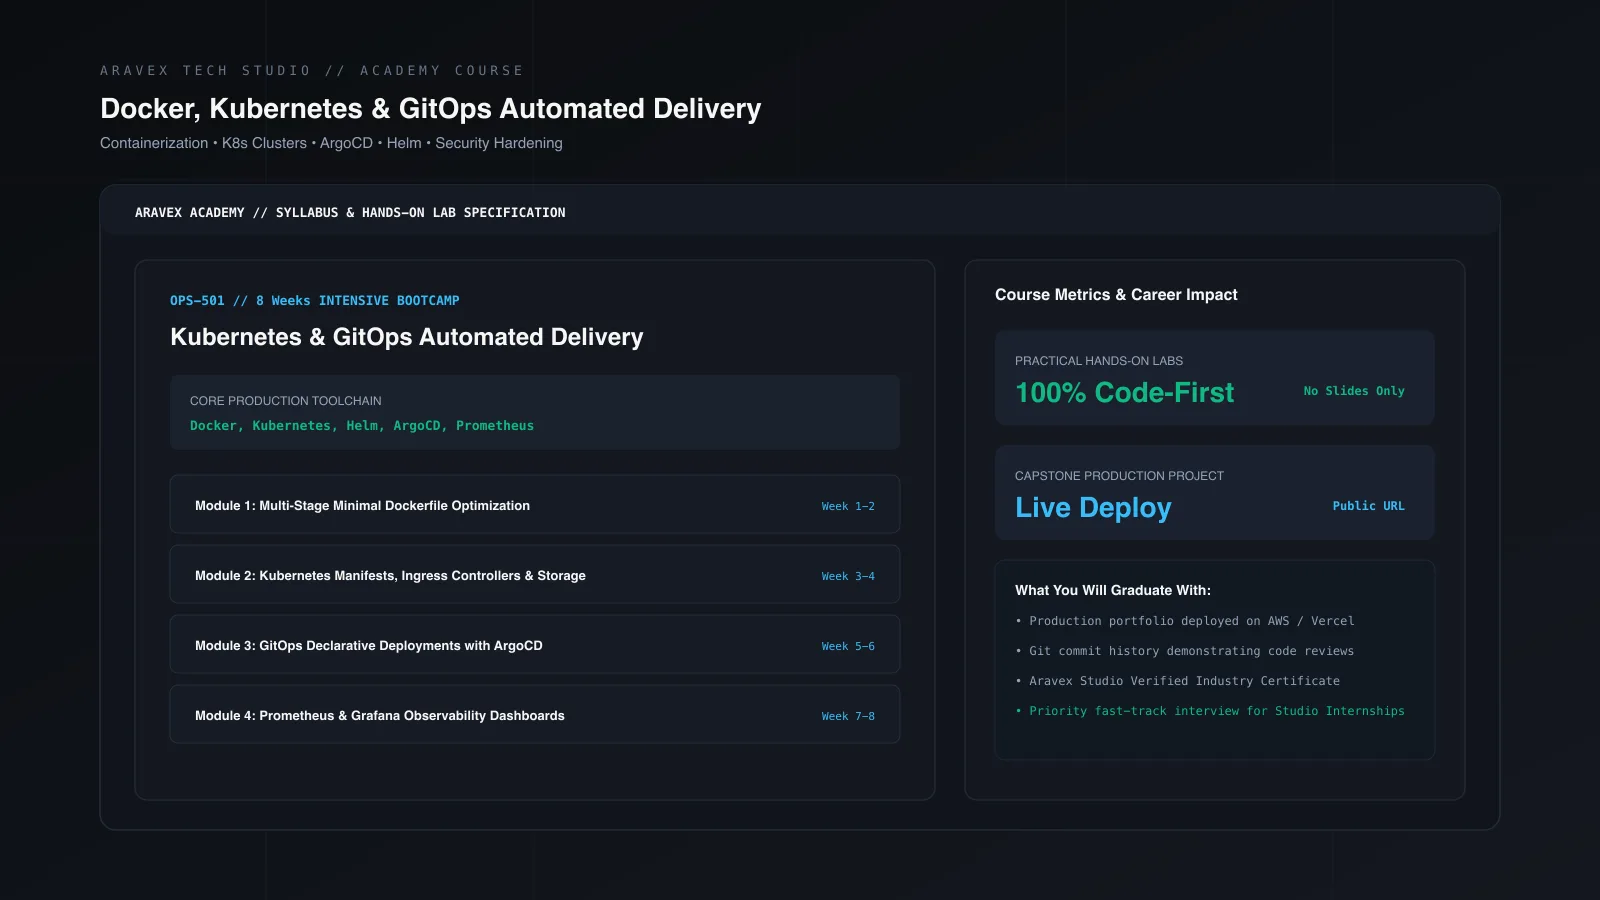 ARAVEX TECH STUDIO // ACADEMY COURSE
Docker, Kubernetes & GitOps Automated Delivery
Containerization • K8s Clusters • ArgoCD • Helm • Security Hardening
ARAVEX ACADEMY // SYLLABUS & HANDS-ON LAB SPECIFICATION
OPS-501 // 8 Weeks INTENSIVE BOOTCAMP
Kubernetes & GitOps Automated Delivery
CORE PRODUCTION TOOLCHAIN
Docker, Kubernetes, Helm, ArgoCD, Prometheus
Module 1: Multi-Stage Minimal Dockerfile Optimization
Week 1-2
Module 2: Kubernetes Manifests, Ingress Controllers & Storage
Week 3-4
Module 3: GitOps Declarative Deployments with ArgoCD
Week 5-6
Module 4: Prometheus & Grafana Observability Dashboards
Week 7-8
Course Metrics & Career Impact
PRACTICAL HANDS-ON LABS
100% Code-First
No Slides Only
CAPSTONE PRODUCTION PROJECT
Live Deploy
Public URL
What You Will Graduate With:
• Production portfolio deployed on AWS / Vercel
• Git commit history demonstrating code reviews
• Aravex Studio Verified Industry Certificate
• Priority fast-track interview for Studio Internships